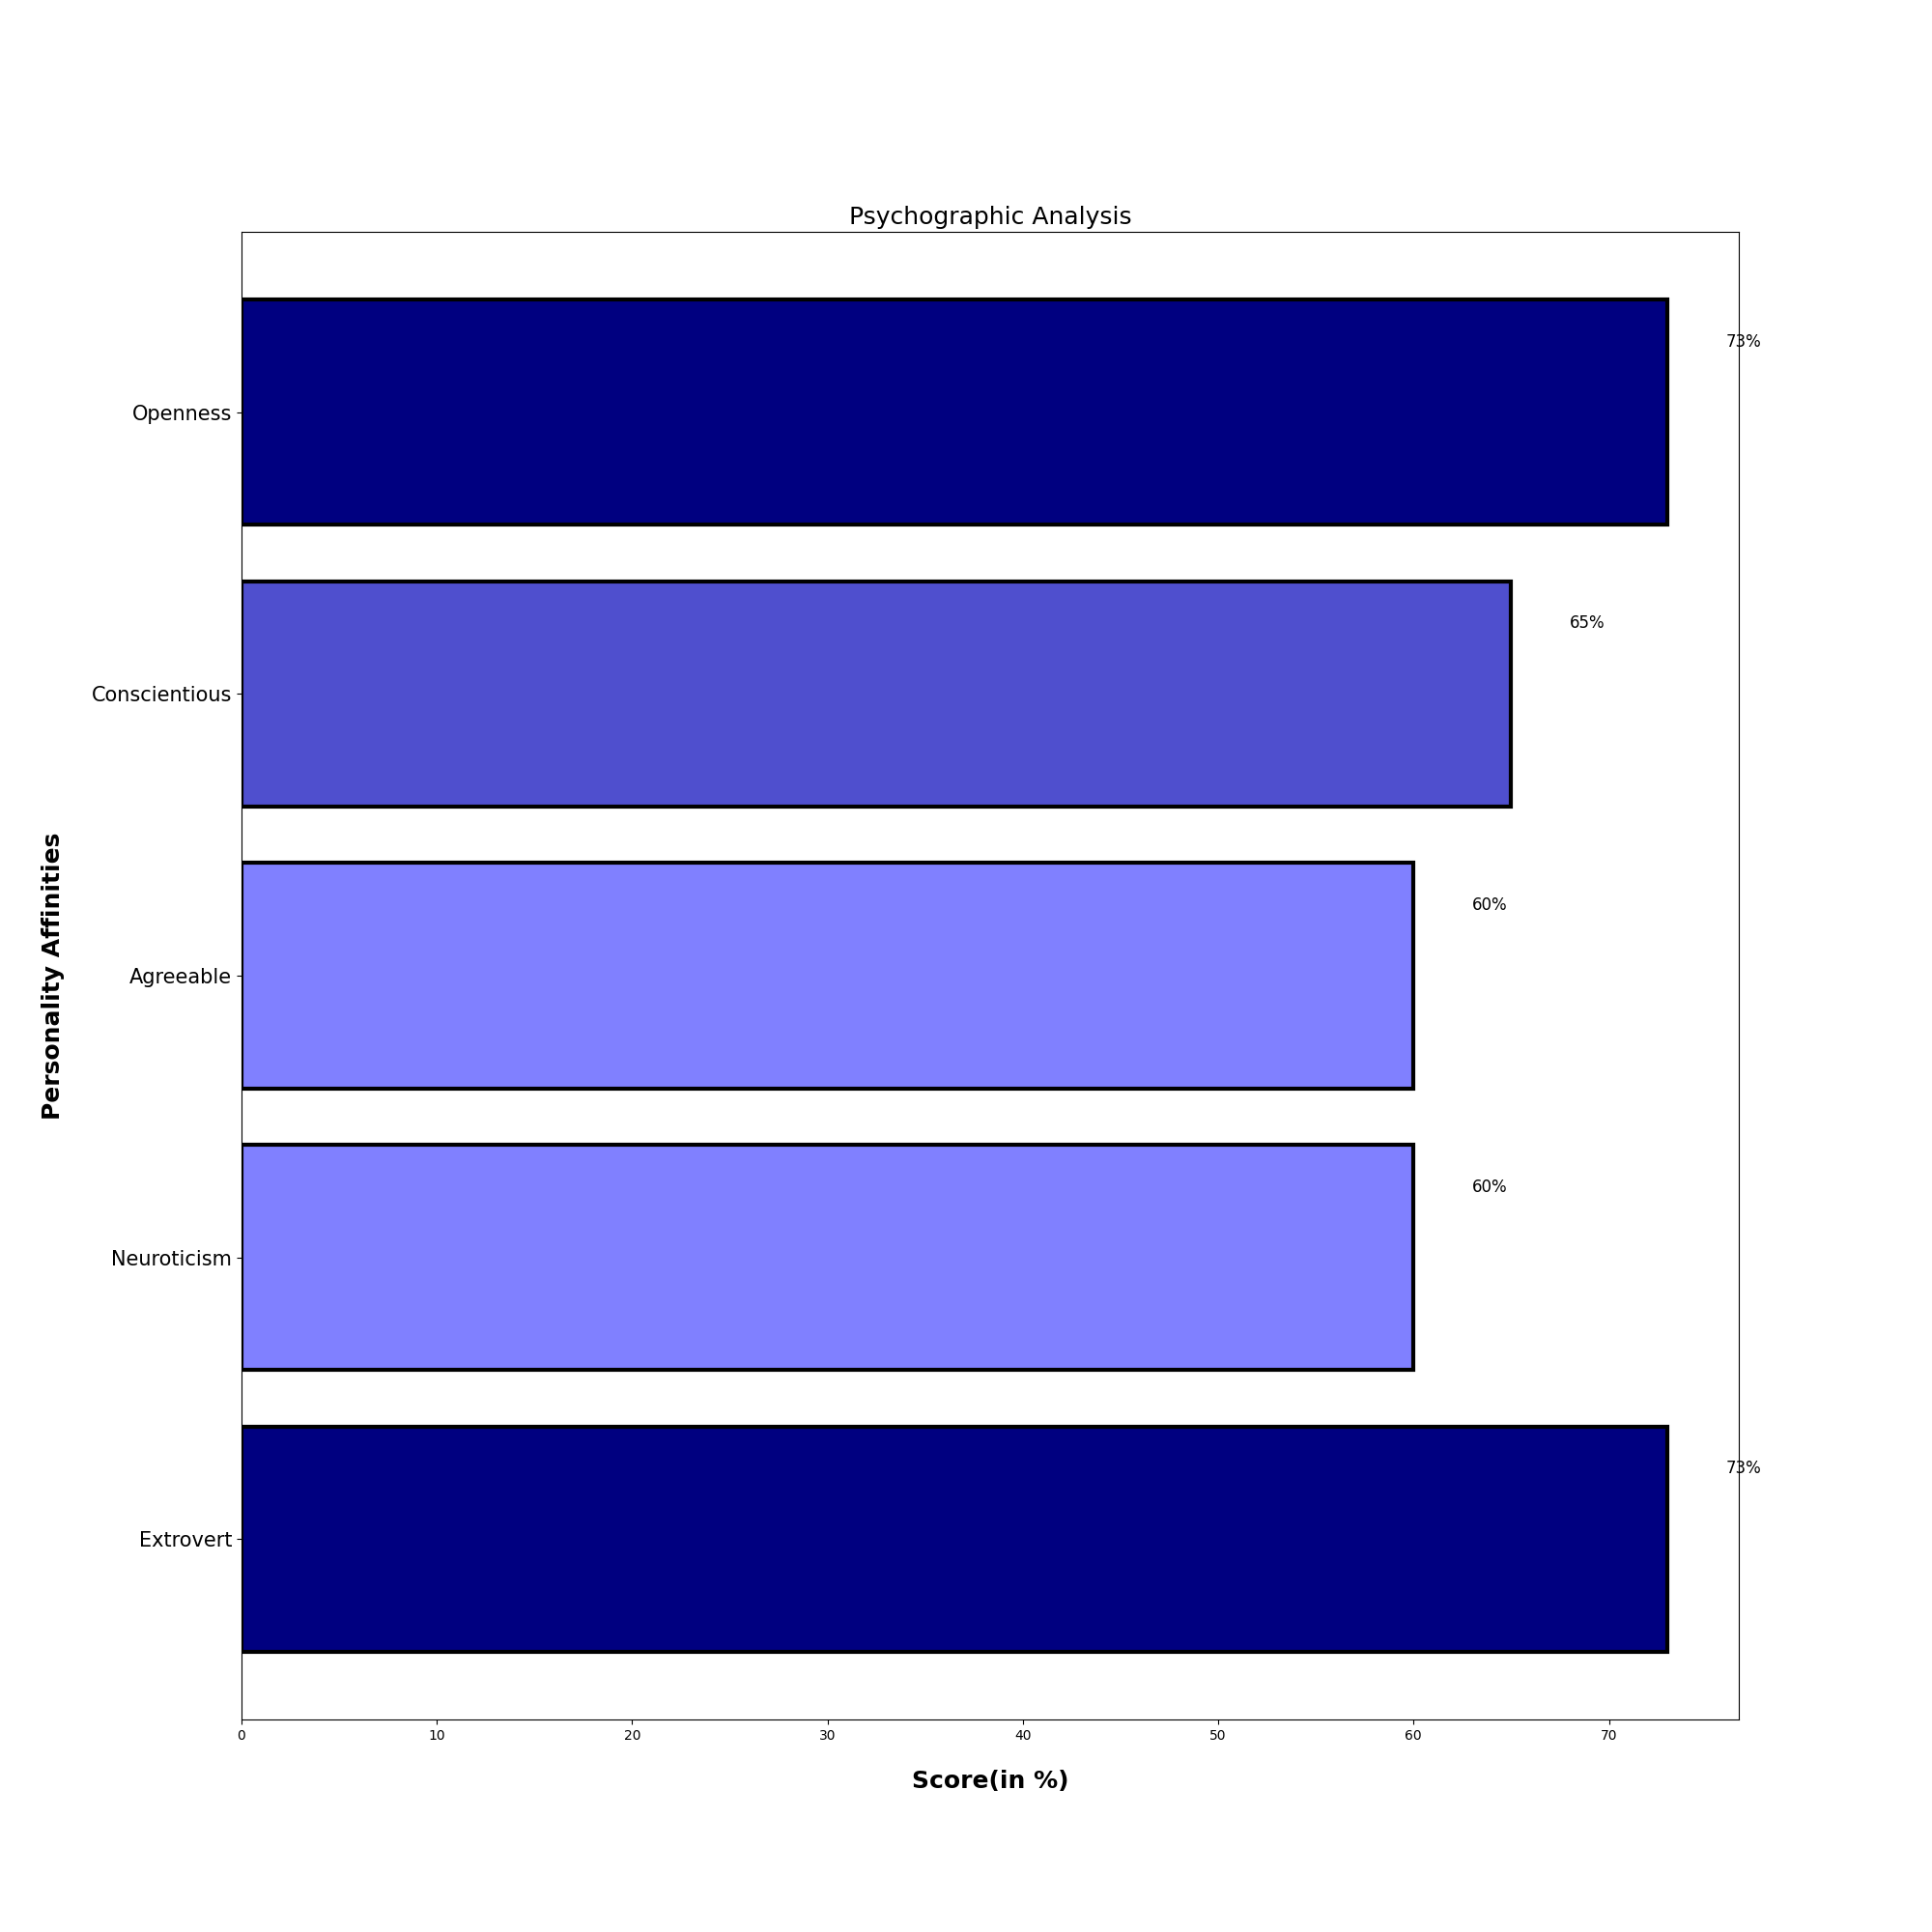 Psychographic Analysis
73%
Openness
65%
Conscientious
60%
Agreeable
60%
Neuroticism
73%
Extrovert
Personality Affinities
0 10 20 30 40 50 60 70
Score(in %)